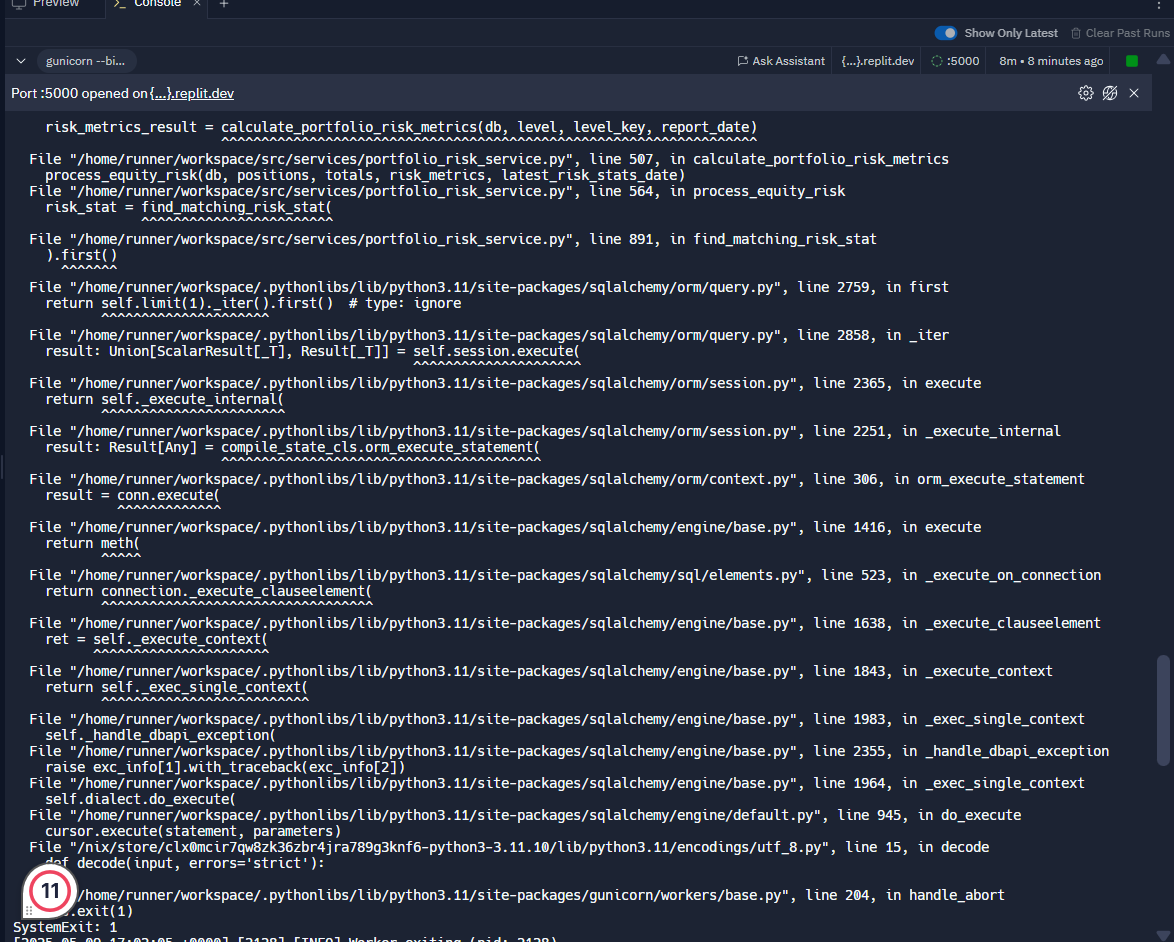 Preview
Console
Show Only Latest
Clear Past Runs
gunicorn --bi...
Ask Assistant
{...}.replit.dev
:5000
8m • 8 minutes ago
Port :5000 opened on {...}.replit.dev
risk_metrics_result = calculate_portfolio_risk_metrics(db, level, level_key, report_date)
^^^^^^^^^^^^^^^^^^^^^^^^^^^^^^^^^^^^^^^^^^^^^^^^^^^^^^^^^^^^^^^^^^^
File "/home/runner/workspace/src/services/portfolio_risk_service.py", line 507, in calculate_portfolio_risk_metrics
process_equity_risk(db, positions, totals, risk_metrics, latest_risk_stats_date)
File "/home/runner/workspace/src/services/portfolio_risk_service.py", line 564, in process_equity_risk
risk_stat = find_matching_risk_stat(
^^^^^^^^^^^^^^^^^^^^^^^^
File "/home/runner/workspace/src/services/portfolio_risk_service.py", line 891, in find_matching_risk_stat
).first()
^^^^^^^
File "/home/runner/workspace/.pythonlibs/lib/python3.11/site-packages/sqlalchemy/orm/query.py", line 2759, in first
return self.limit(1)._iter().first()  # type: ignore
^^^^^^^^^^^^^^^^^^^^^
File "/home/runner/workspace/.pythonlibs/lib/python3.11/site-packages/sqlalchemy/orm/query.py", line 2858, in _iter
result: Union[ScalarResult[_T], Result[_T]] = self.session.execute(
^^^^^^^^^^^^^^^^^^^^^
File "/home/runner/workspace/.pythonlibs/lib/python3.11/site-packages/sqlalchemy/orm/session.py", line 2365, in execute
return self._execute_internal(
^^^^^^^^^^^^^^^^^^^^^^^
File "/home/runner/workspace/.pythonlibs/lib/python3.11/site-packages/sqlalchemy/orm/session.py", line 2251, in _execute_internal
result: Result[Any] = compile_state_cls.orm_execute_statement(
^^^^^^^^^^^^^^^^^^^^^^^^^^^^^^^^^^^^^^^^
File "/home/runner/workspace/.pythonlibs/lib/python3.11/site-packages/sqlalchemy/orm/context.py", line 306, in orm_execute_statement
result = conn.execute(
^^^^^^^^^^^^^
File "/home/runner/workspace/.pythonlibs/lib/python3.11/site-packages/sqlalchemy/engine/base.py", line 1416, in execute
return meth(
^^^^^
File "/home/runner/workspace/.pythonlibs/lib/python3.11/site-packages/sqlalchemy/sql/elements.py", line 523, in _execute_on_connection
return connection._execute_clauseelement(
^^^^^^^^^^^^^^^^^^^^^^^^^^^^^^^^^^
File "/home/runner/workspace/.pythonlibs/lib/python3.11/site-packages/sqlalchemy/engine/base.py", line 1638, in _execute_clauseelement
ret = self._execute_context(
^^^^^^^^^^^^^^^^^^^^^^
File "/home/runner/workspace/.pythonlibs/lib/python3.11/site-packages/sqlalchemy/engine/base.py", line 1843, in _execute_context
return self._exec_single_context(
^^^^^^^^^^^^^^^^^^^^^^^^^^
File "/home/runner/workspace/.pythonlibs/lib/python3.11/site-packages/sqlalchemy/engine/base.py", line 1983, in _exec_single_context
self._handle_dbapi_exception(
File "/home/runner/workspace/.pythonlibs/lib/python3.11/site-packages/sqlalchemy/engine/base.py", line 2355, in _handle_dbapi_exception
raise exc_info[1].with_traceback(exc_info[2])
File "/home/runner/workspace/.pythonlibs/lib/python3.11/site-packages/sqlalchemy/engine/base.py", line 1964, in _exec_single_context
self.dialect.do_execute(
File "/home/runner/workspace/.pythonlibs/lib/python3.11/site-packages/sqlalchemy/engine/default.py", line 945, in do_execute
cursor.execute(statement, parameters)
File "/nix/store/clx0mcir7qw8zk36zbr4jra789g3knf6-python3-3.11.10/lib/python3.11/encodings/utf_8.py", line 15, in decode
def decode(input, errors='strict'):
11
/home/runner/workspace/.pythonlibs/lib/python3.11/site-packages/gunicorn/workers/base.py", line 204, in handle_abort
.exit(1)
SystemExit: 1
[2025-05-09 17:02:05 +0000] [2128] [INFO] Worker exiting (pid: 2128)